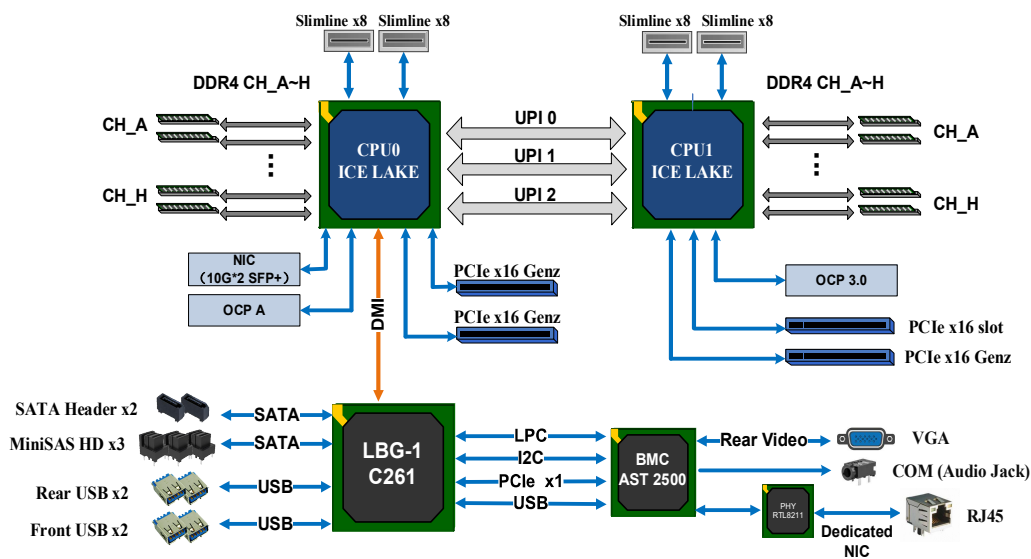 Slimline x8
Slimline x8
Slimline x8
Slimline x8
DDR4 CH_A~H
DDR4 CH_A~H
CH_A
CH_H
CPU0
ICE LAKE
UPI 0
UPI 1
UPI 2
CPU1
ICE LAKE
CH_A
CH_H
NIC
(10G*2 SFP+)
OCP A
DMI
PCIe x16 Genz
PCIe x16 Genz
OCP 3.0
PCIe x16 slot
PCIe x16 Genz
SATA Header x2
SATA
MiniSAS HD x3
SATA
Rear USB x2
USB
Front USB x2
USB
LBG-1
C261
LPC
I2C
PCIe x1
USB
BMC
AST 2500
Rear Video
VGA
COM (Audio Jack)
PHY
RTL8211
Dedicated
NIC
RJ45